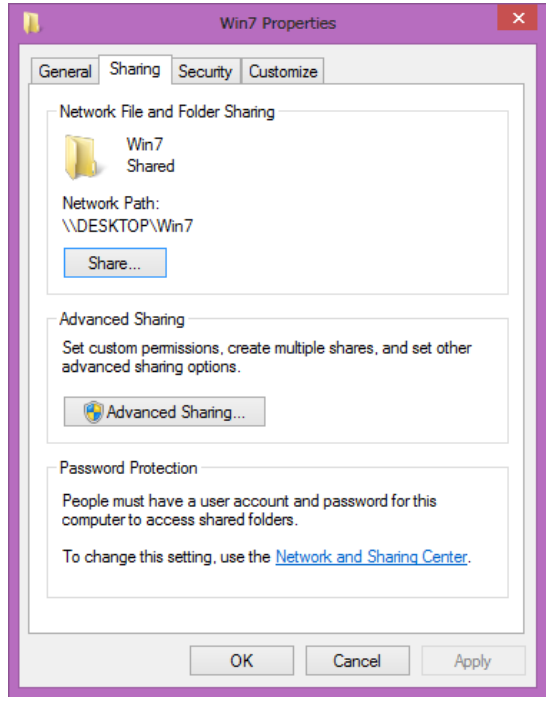 Win7 Properties
General
Sharing
Security
Customize
Network File and Folder Sharing
Win7
Shared
Network Path:
\\DESKTOP\Win7
Share...
Advanced Sharing
Set custom permissions, create multiple shares, and set other
advanced sharing options.
Advanced Sharing...
Password Protection
People must have a user account and password for this
computer to access shared folders.
To change this setting, use the Network and Sharing Center.
OK
Cancel
Apply